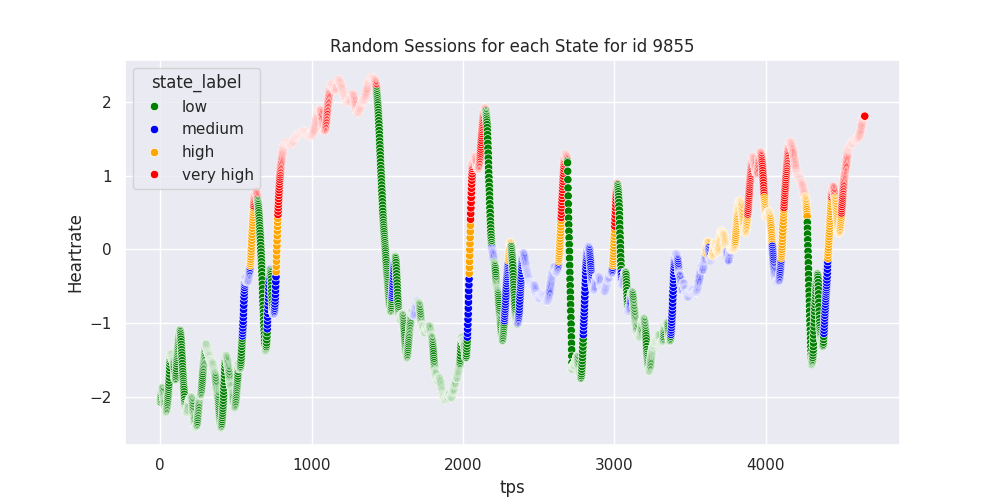 Random Sessions for each State for id 9855
state_label
low
medium
high
very high
Heartrate
2
1
0
−1
−2
0 1000 2000 3000 4000
tps